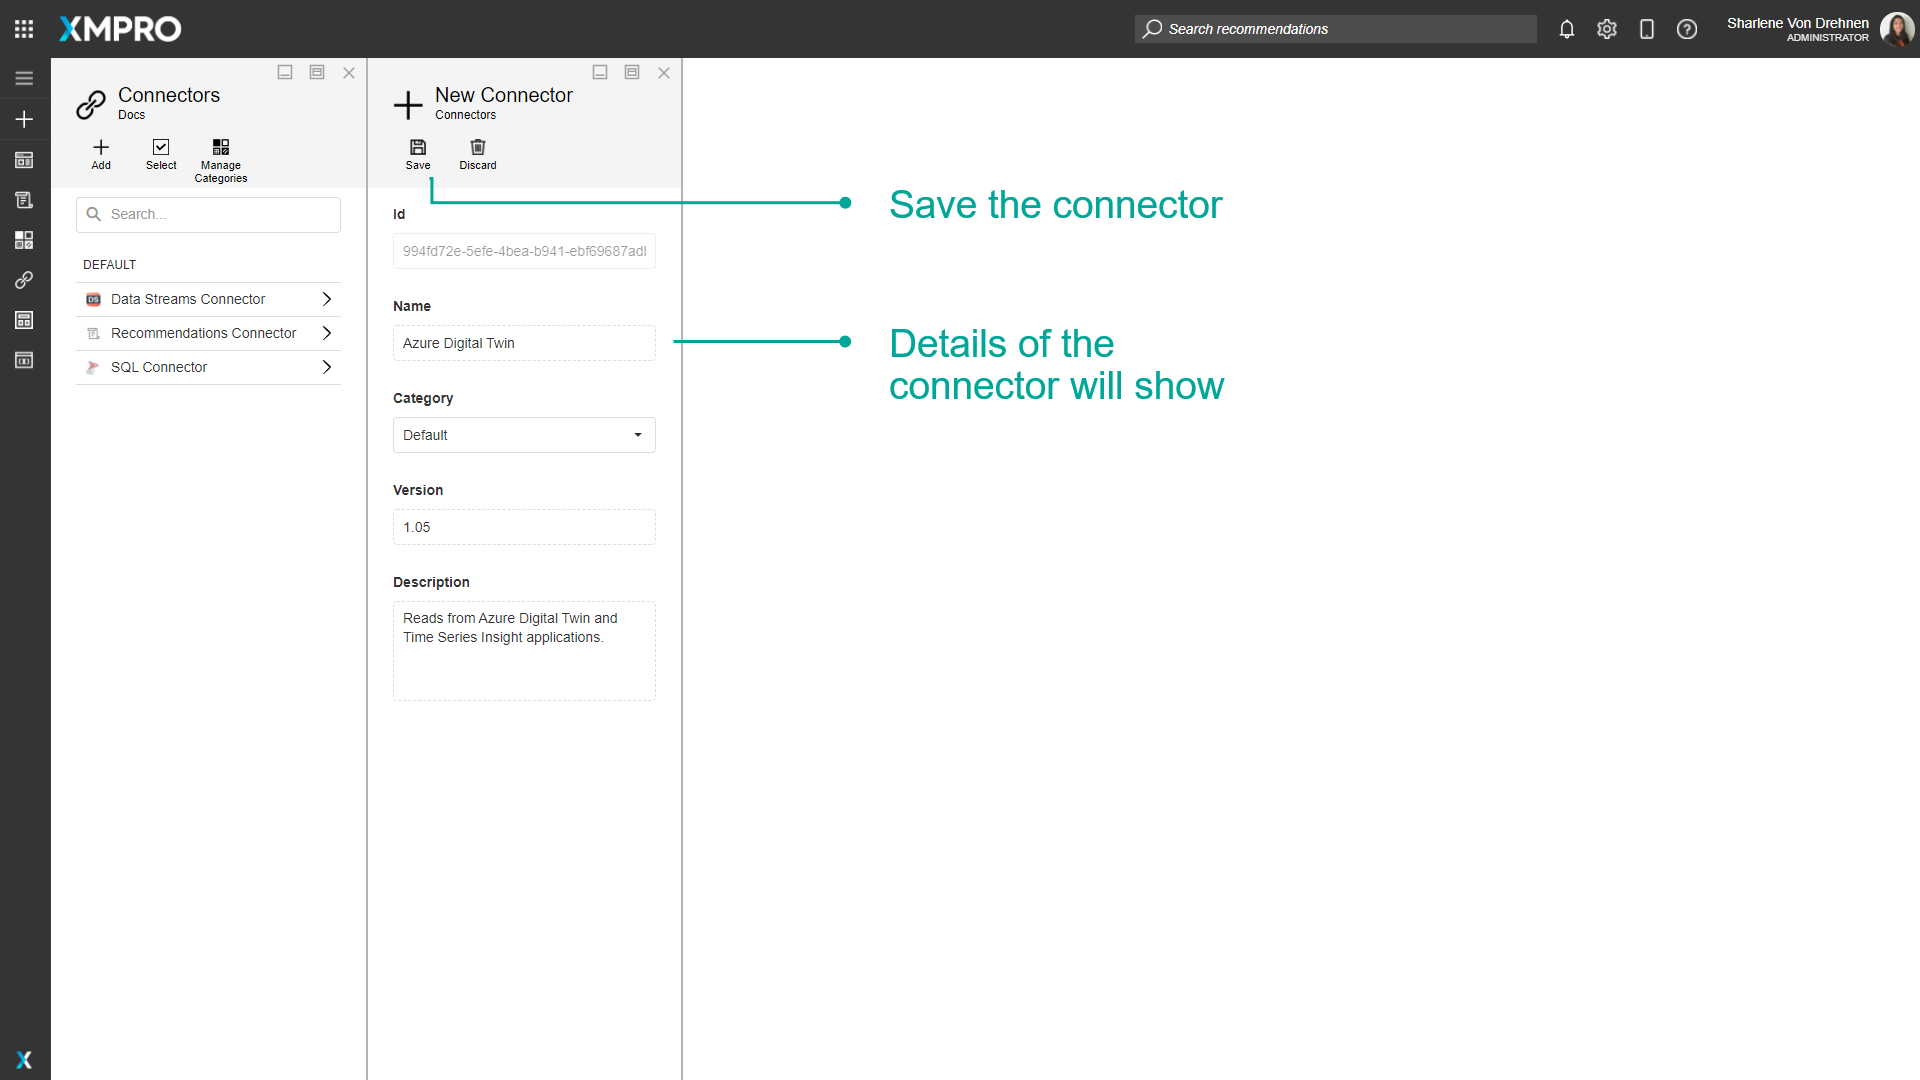 XMPRO
Search recommendations
Sharlene Von Drehnen
ADMINISTRATOR
Connectors
Docs
Add
Select
Manage
Categories
Search...
DEFAULT
DS
Data Streams Connector
Recommendations Connector
SQL Connector
New Connector
Connectors
Save
Discard
Id
994fd72e-5efe-4bea-b941-ebf69687adl
Name
Azure Digital Twin
Category
Default
Version
1.05
Description
Reads from Azure Digital Twin and
Time Series Insight applications.
Save the connector
Details of the
connector will show